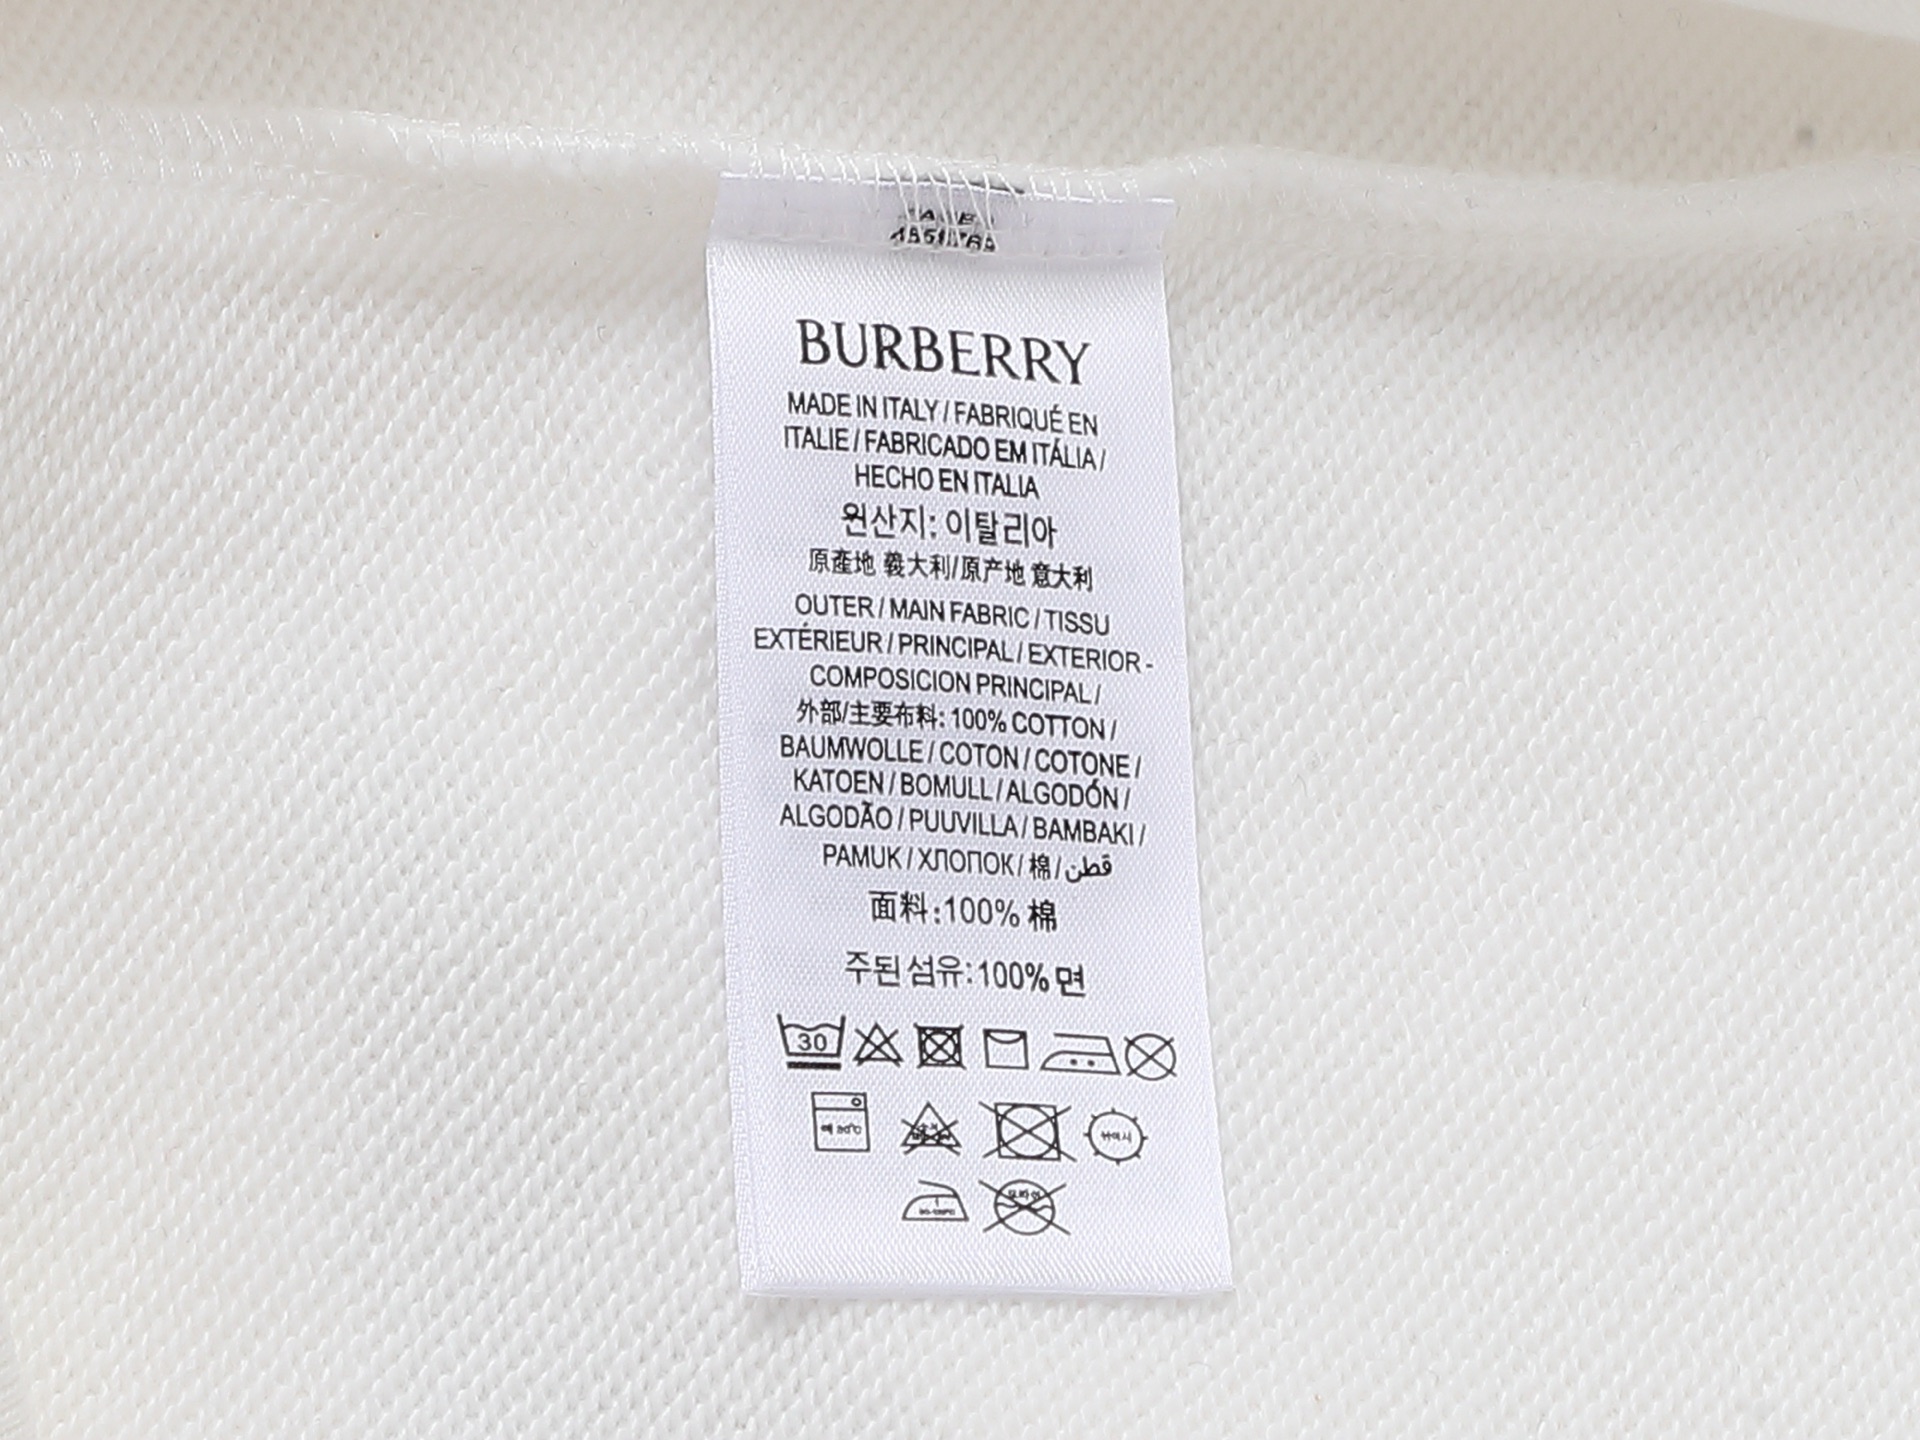 BURBERRY
MADE IN ITALY / FABRIQUÉ EN
ITALIE / FABRICADO EM ITÁLIA /
HECHO EN ITALIA
원산지: 이탈리아
原產地 義大利/原产地 意大利
OUTER / MAIN FABRIC / TISSU
EXTÉRIEUR / PRINCIPAL / EXTERIOR -
COMPOSICION PRINCIPAL /
外部/主要布料: 100% COTTON /
BAUMWOLLE / COTON / COTONE /
KATOEN / BOMULL / ALGODÓN /
ALGODÃO / PUUVILLA / BAMBAKI /
PAMUK / ХЛОПОК / 棉 / قطن
面料:100% 棉
주된 섬유:100% 면
30